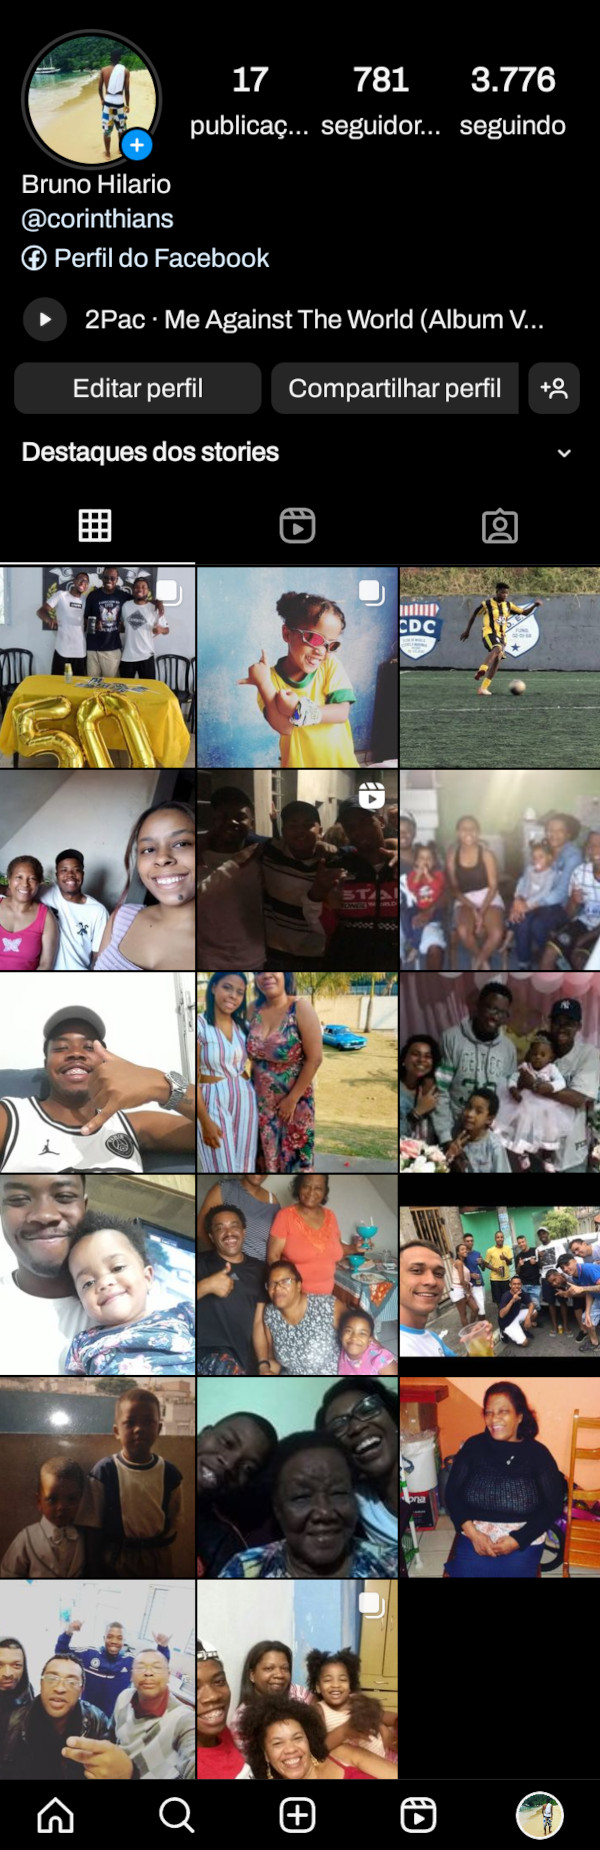 17
781
3.776
publicaç...
seguidor...
seguindo
Bruno Hilario
@corinthians
Perfil do Facebook
2Pac · Me Against The World (Album V...
Editar perfil
Compartilhar perfil
Destaques dos stories
50
CDC
STA
CELTICS